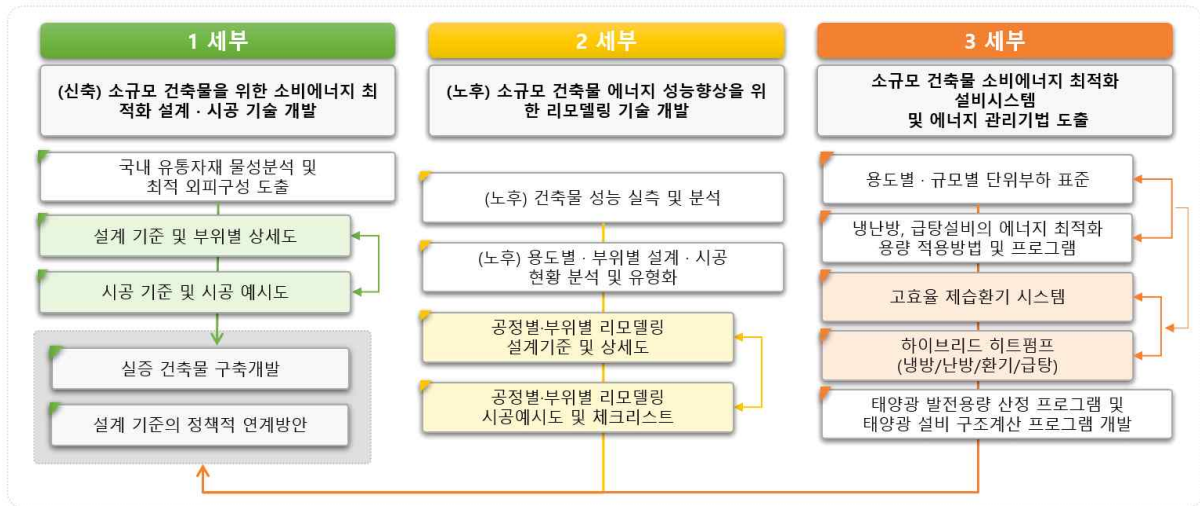 1 세부
(신축) 소규모 건축물을 위한 소비에너지 최
적화 설계 · 시공 기술 개발
국내 유통자재 물성분석 및
최적 외피구성 도출
설계 기준 및 부위별 상세도
시공 기준 및 시공 예시도
실증 건축물 구축개발
설계 기준의 정책적 연계방안
2 세부
(노후) 소규모 건축물 에너지 성능향상을 위
한 리모델링 기술 개발
(노후) 건축물 성능 실측 및 분석
(노후) 용도별 · 부위별 설계 · 시공
현황 분석 및 유형화
공정별·부위별 리모델링
설계기준 및 상세도
공정별·부위별 리모델링
시공예시도 및 체크리스트
3 세부
소규모 건축물 소비에너지 최적화
설비시스템
및 에너지 관리기법 도출
용도별 · 규모별 단위부하 표준
냉난방, 급탕설비의 에너지 최적화
용량 적용방법 및 프로그램
고효율 제습환기 시스템
하이브리드 히트펌프
(냉방/난방/환기/급탕)
태양광 발전용량 산정 프로그램 및
태양광 설비 구조계산 프로그램 개발